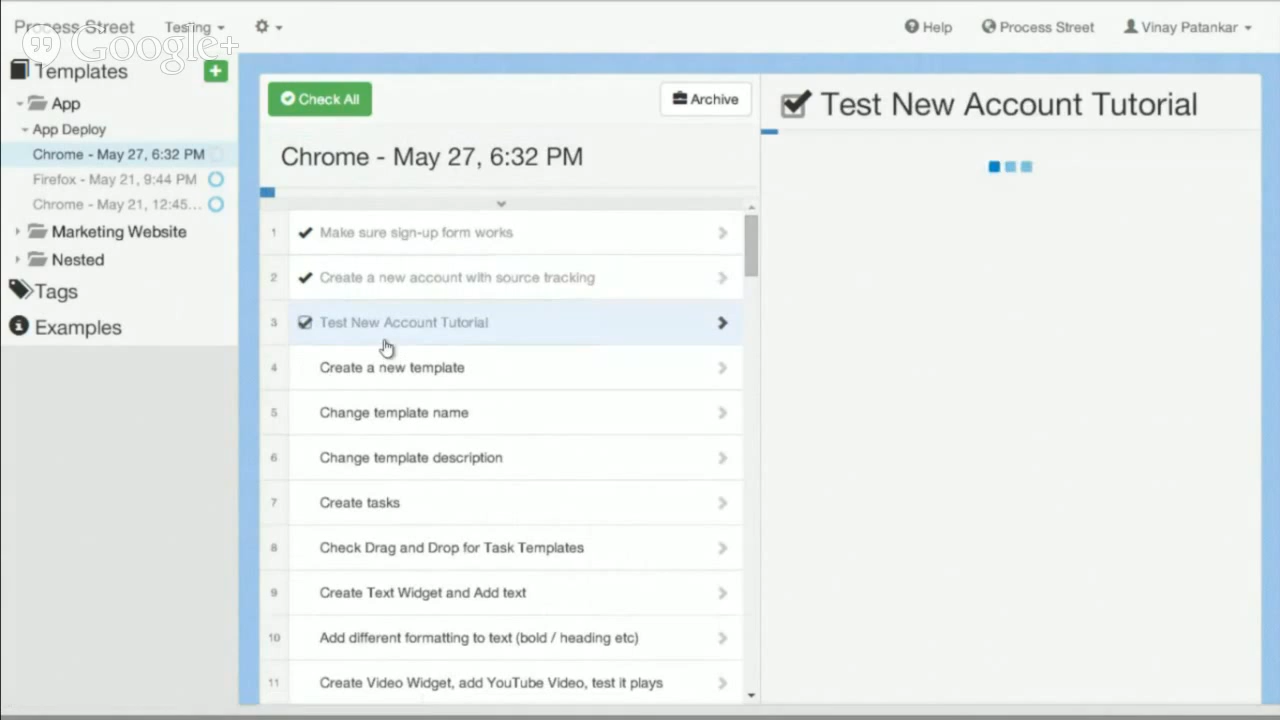 Process Street
Testing
Help
Process Street
Vinay Patankar
Google+
Templates
App
App Deploy
Chrome - May 27, 6:32 PM
Firefox - May 21, 9:44 PM
Chrome - May 21, 12:45...
Marketing Website
Nested
Tags
Examples
Check All
Archive
Chrome - May 27, 6:32 PM
1 Make sure sign-up form works
2 Create a new account with source tracking
3 Test New Account Tutorial
4 Create a new template
5 Change template name
6 Change template description
7 Create tasks
8 Check Drag and Drop for Task Templates
9 Create Text Widget and Add text
10 Add different formatting to text (bold / heading etc)
11 Create Video Widget, add YouTube Video, test it plays
Test New Account Tutorial